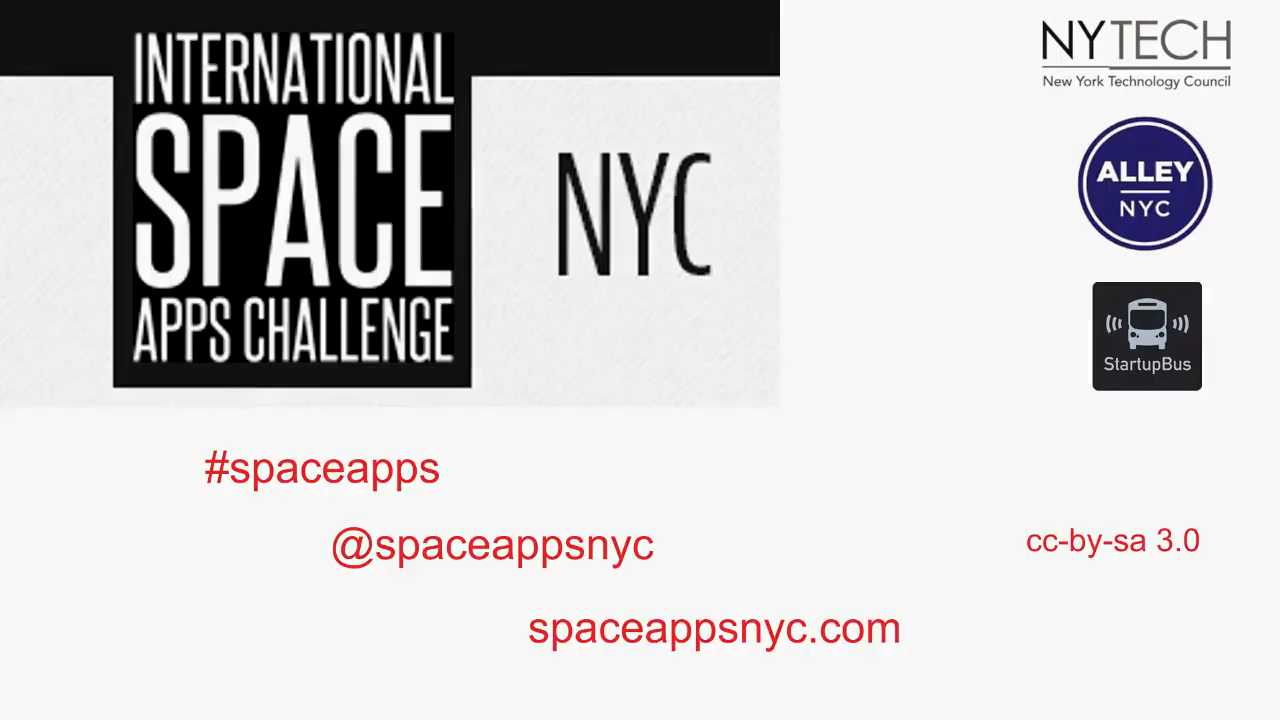 INTERNATIONAL
SPACE
APPS CHALLENGE
NYC
NYTECH
New York Technology Council
ALLEY
NYC
StartupBus
#spaceapps
@spaceappsnyc
cc-by-sa 3.0
spaceappsnyc.com